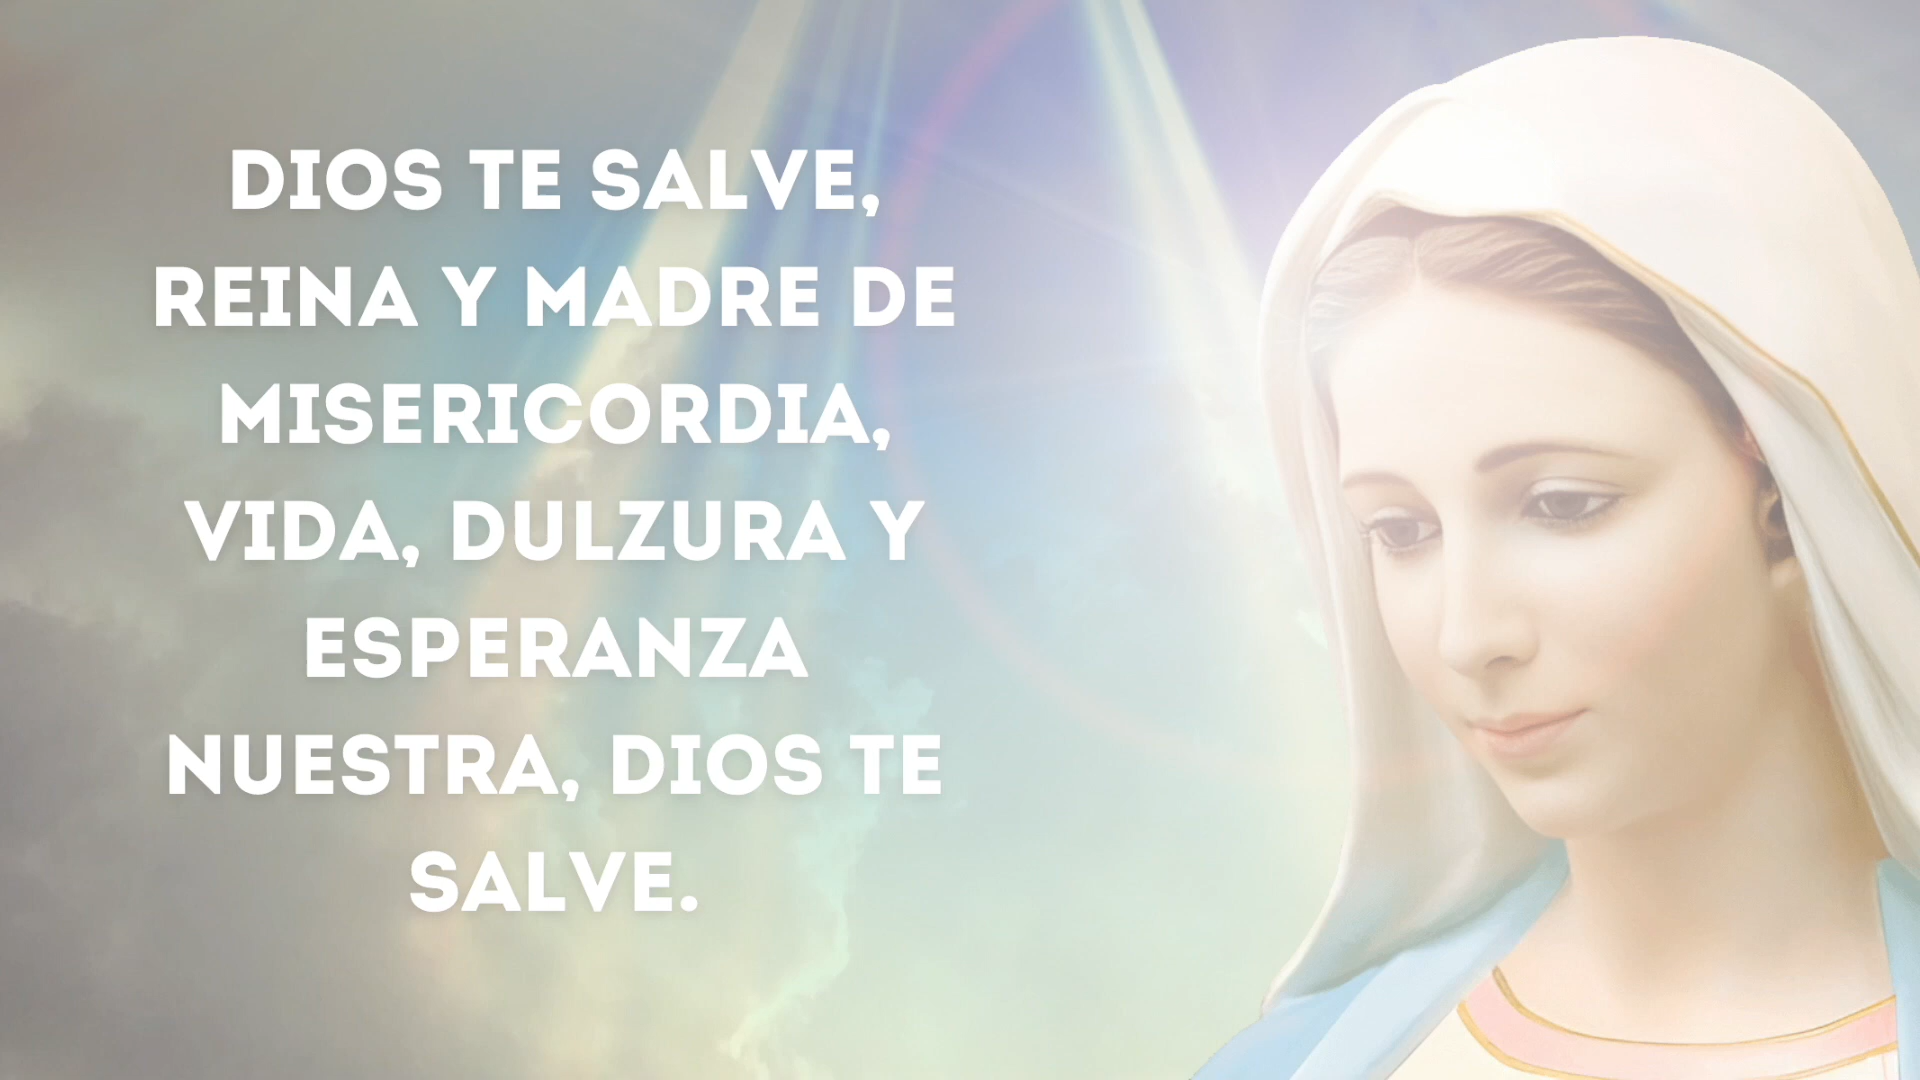 DIOS TE SALVE,
REINA Y MADRE DE
MISERICORDIA,
VIDA, DULZURA Y
ESPERANZA
NUESTRA, DIOS TE
SALVE.